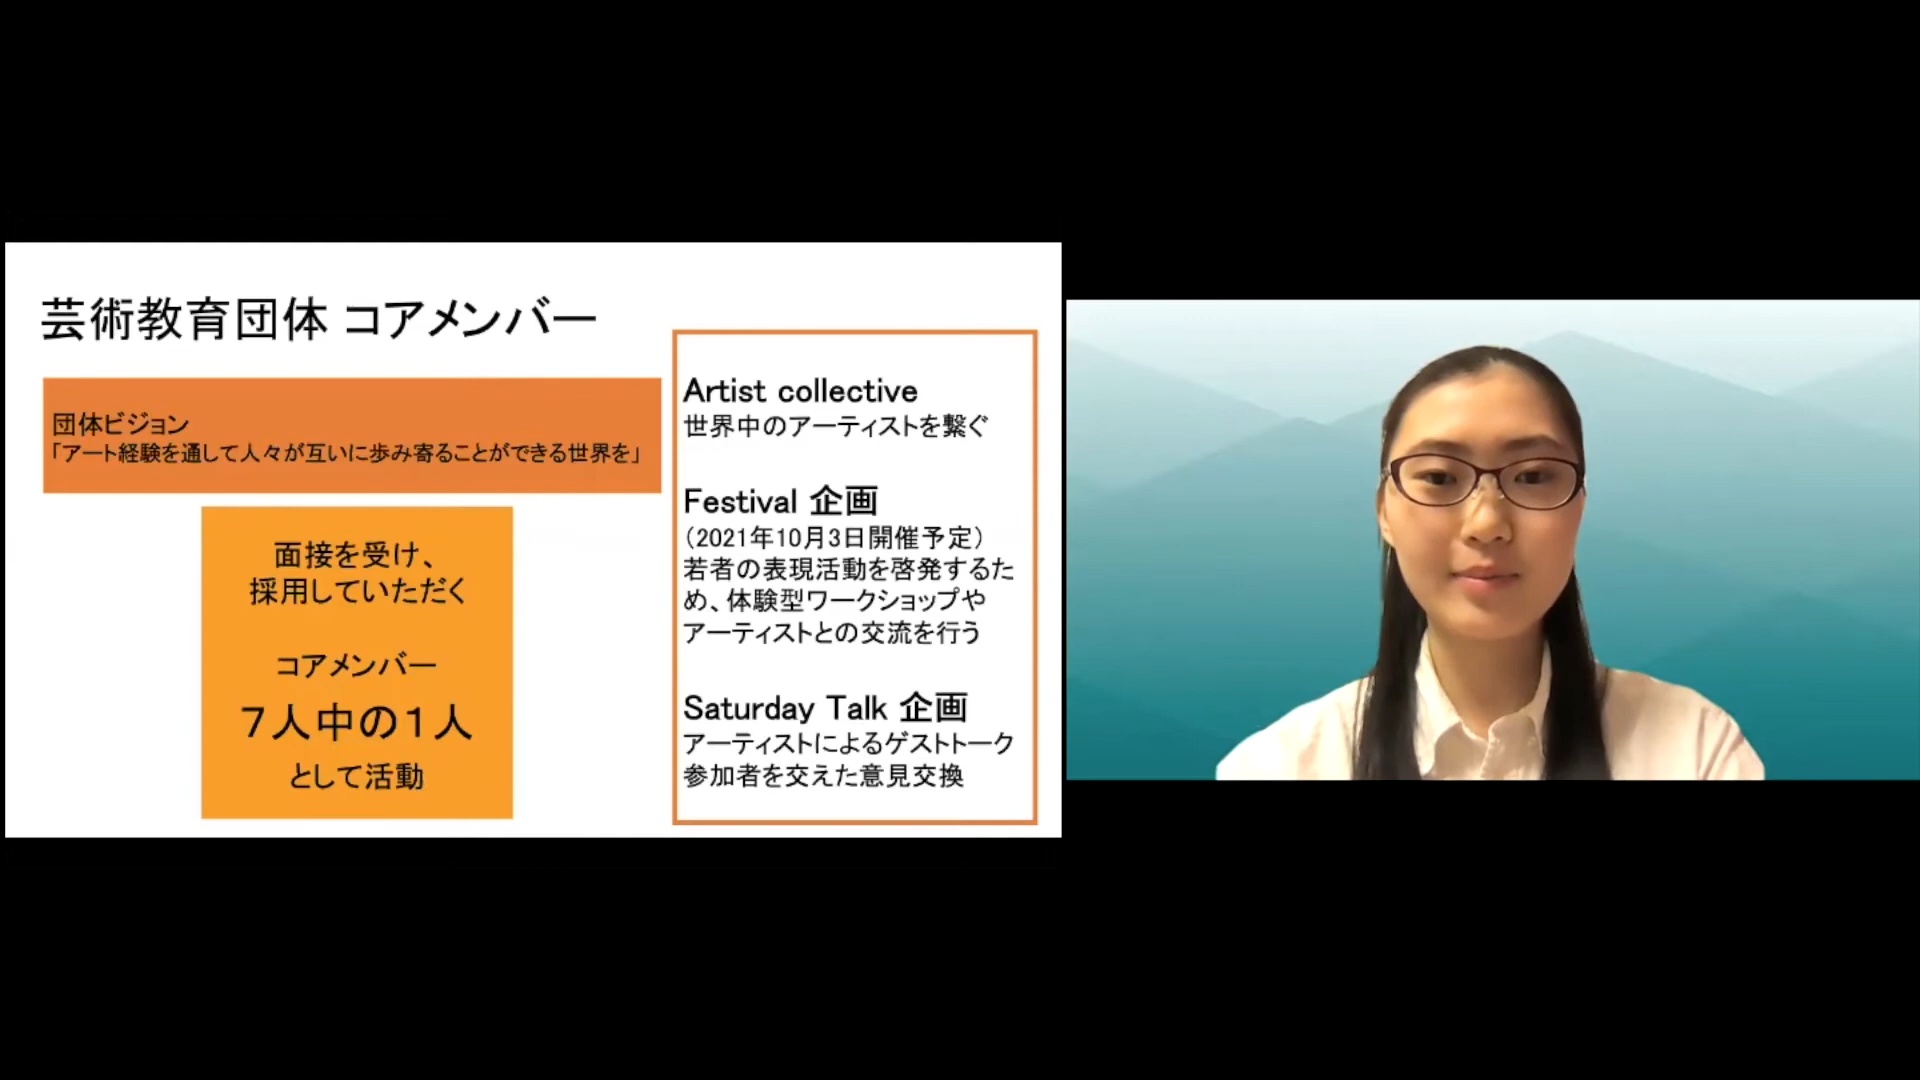 芸術教育団体 コアメンバー
団体ビジョン
「アート経験を通して人々が互いに歩み寄ることができる世界を」
面接を受け、
採用していただく
コアメンバー
7人中の1人
として活動
Artist collective
世界中のアーティストを繋ぐ
Festival 企画
（2021年10月3日開催予定）
若者の表現活動を啓発するた
め、体験型ワークショップや
アーティストとの交流を行う
Saturday Talk 企画
アーティストによるゲストトーク
参加者を交えた意見交換